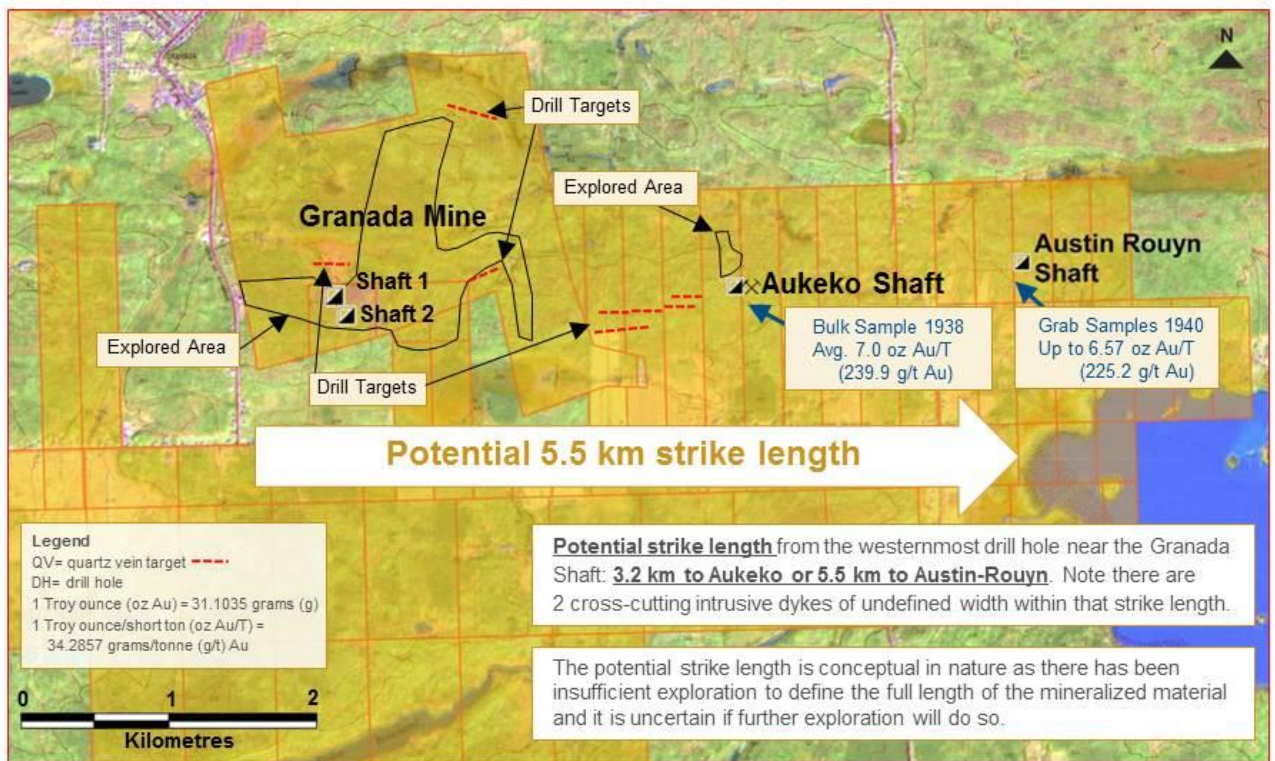 N
Drill Targets
Explored Area
Granada Mine
Austin Rouyn
Shaft
Shaft 1
Aukeko Shaft
Shaft 2
Bulk Sample 1938
Avg. 7.0 oz Au/T
(239.9 g/t Au)
Grab Samples 1940
Up to 6.57 oz Au/T
(225.2 g/t Au)
Explored Area
Drill Targets
Potential 5.5 km strike length
Legend
QV= quartz vein target
DH= drill hole
1 Troy ounce (oz Au) = 31.1035 grams (g)
1 Troy ounce/short ton (oz Au/T) =
34.2857 grams/tonne (g/t) Au
0 1 2
Kilometres
Potential strike length from the westernmost drill hole near the Granada
Shaft: 3.2 km to Aukeko or 5.5 km to Austin-Rouyn. Note there are
2 cross-cutting intrusive dykes of undefined width within that strike length.
The potential strike length is conceptual in nature as there has been
insufficient exploration to define the full length of the mineralized material
and it is uncertain if further exploration will do so.